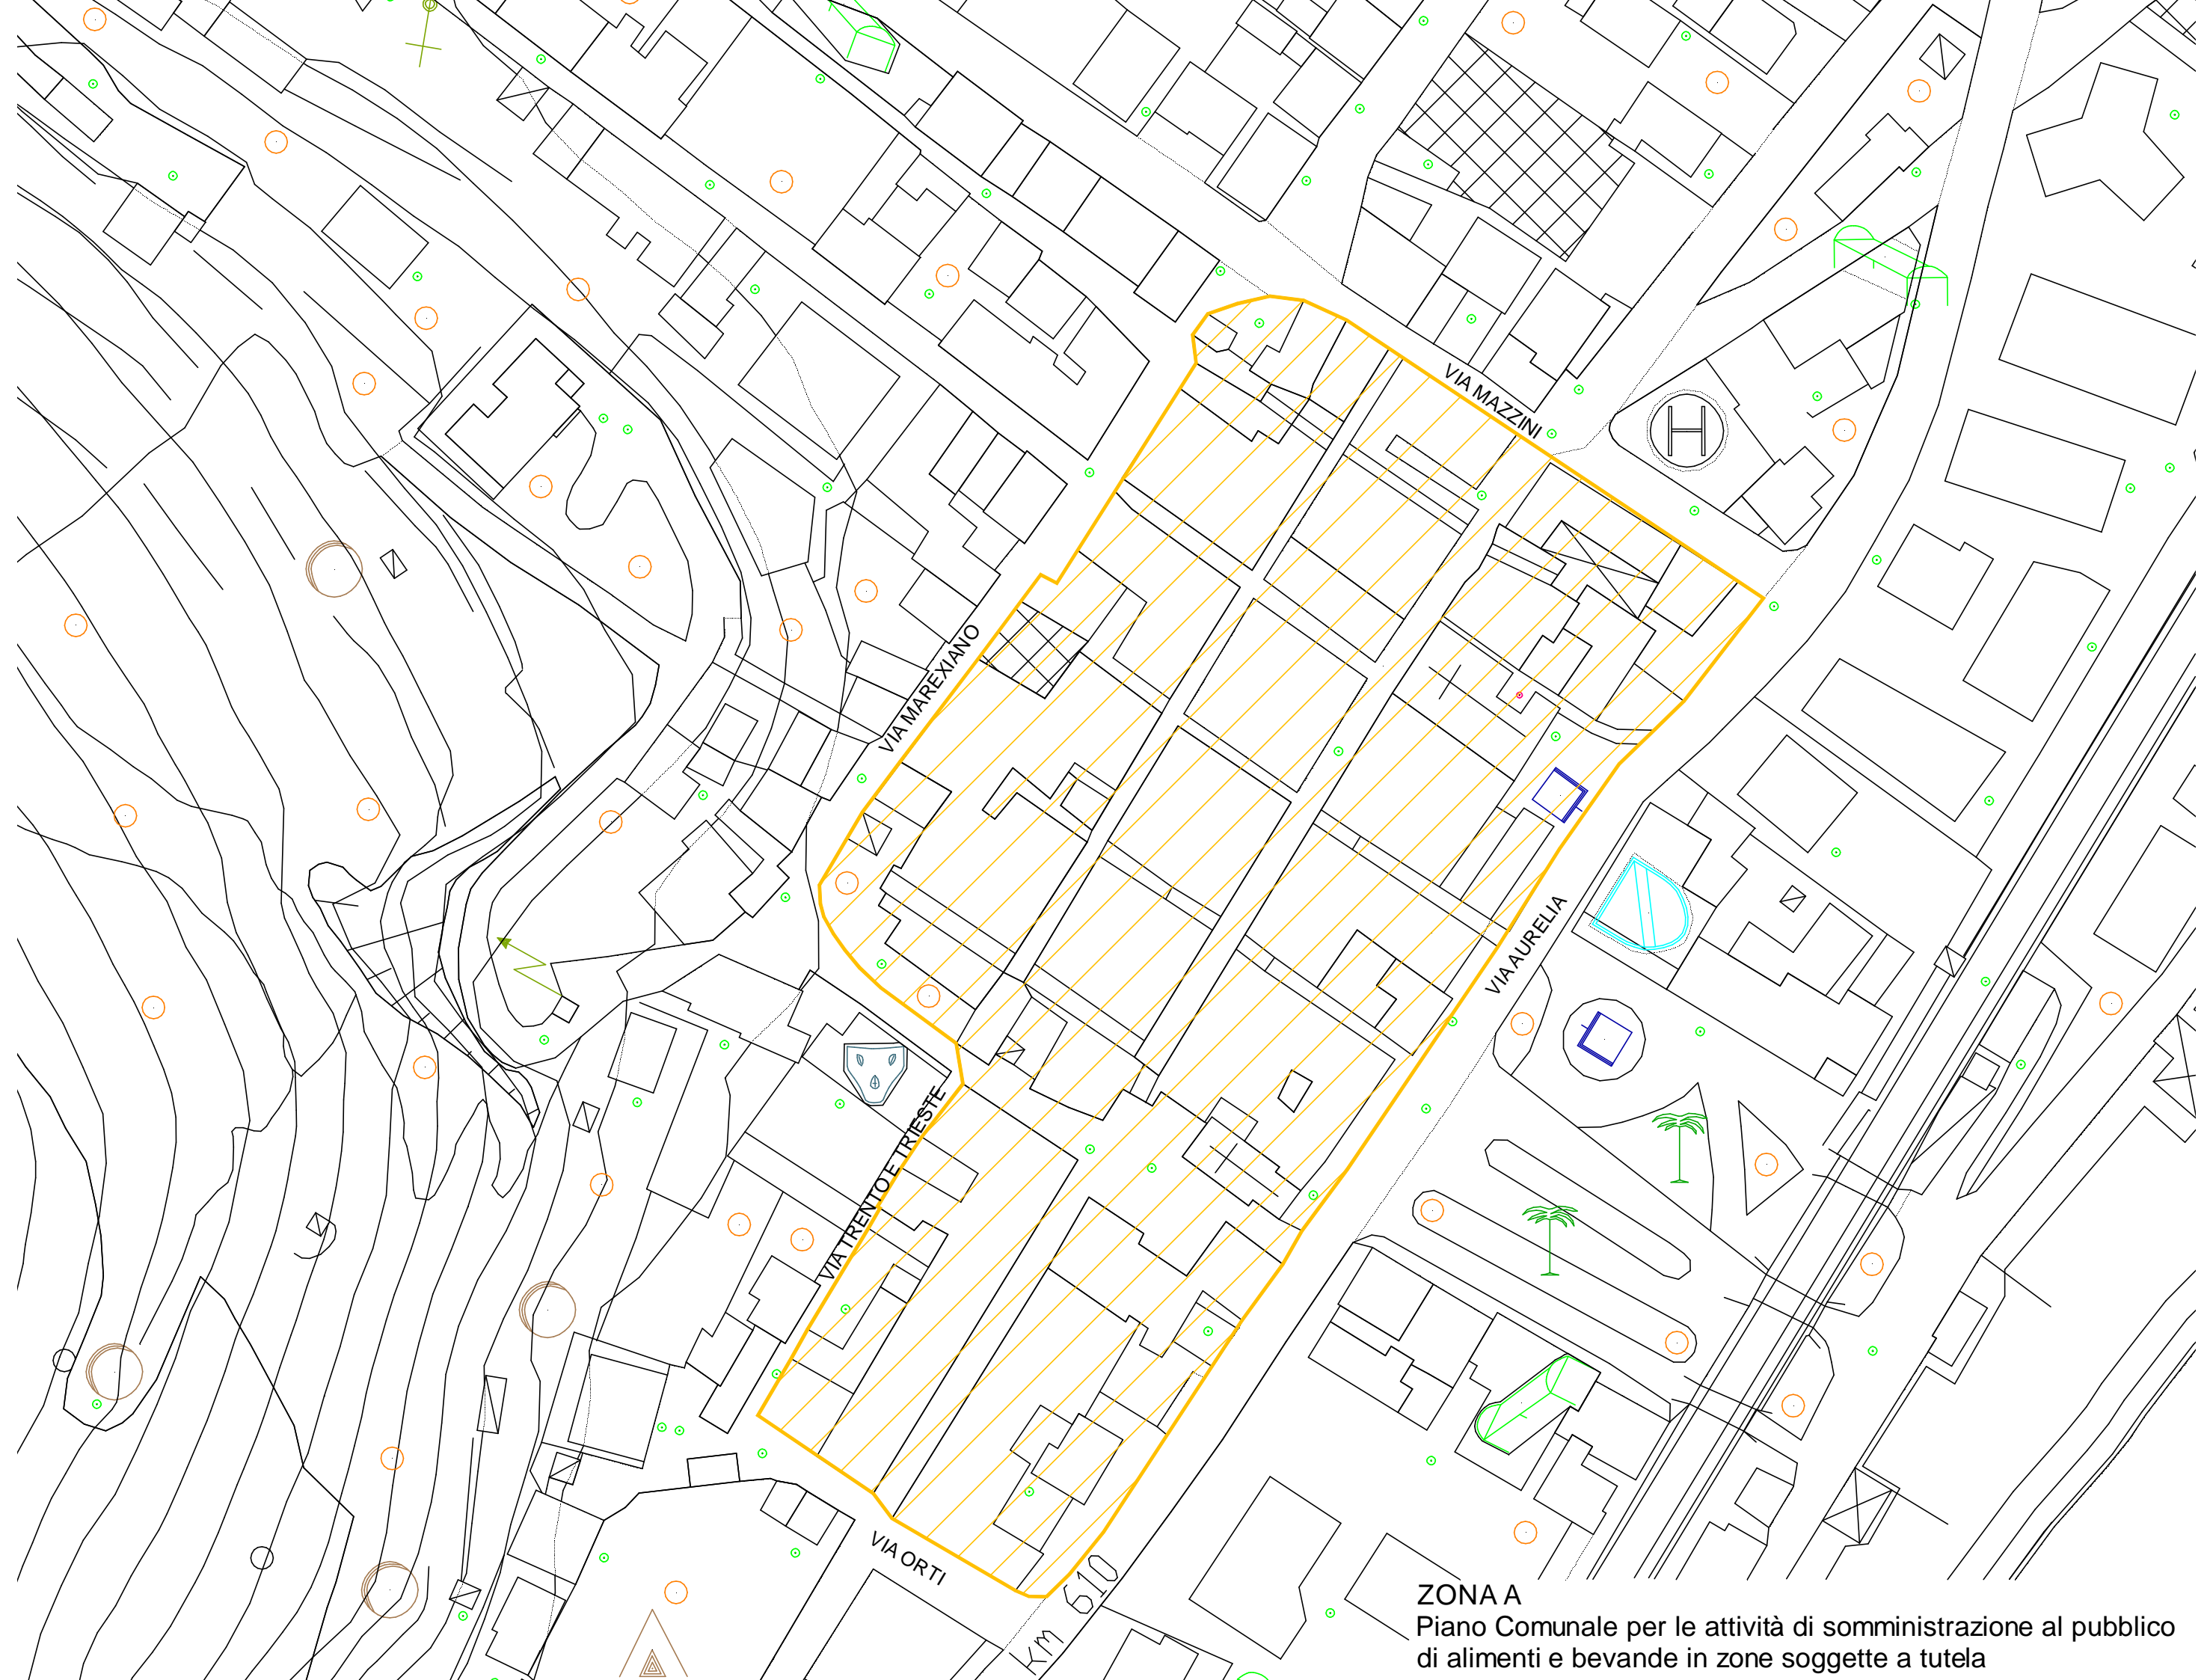 VIA MAZZINI
H
VIA MAREXIANO
VIA AURELIA
VIA TRENTO E TRIESTE
VIA ORTI
km 610
ZONA A
Piano Comunale per le attività di somministrazione al pubblico
di alimenti e bevande in zone soggette a tutela